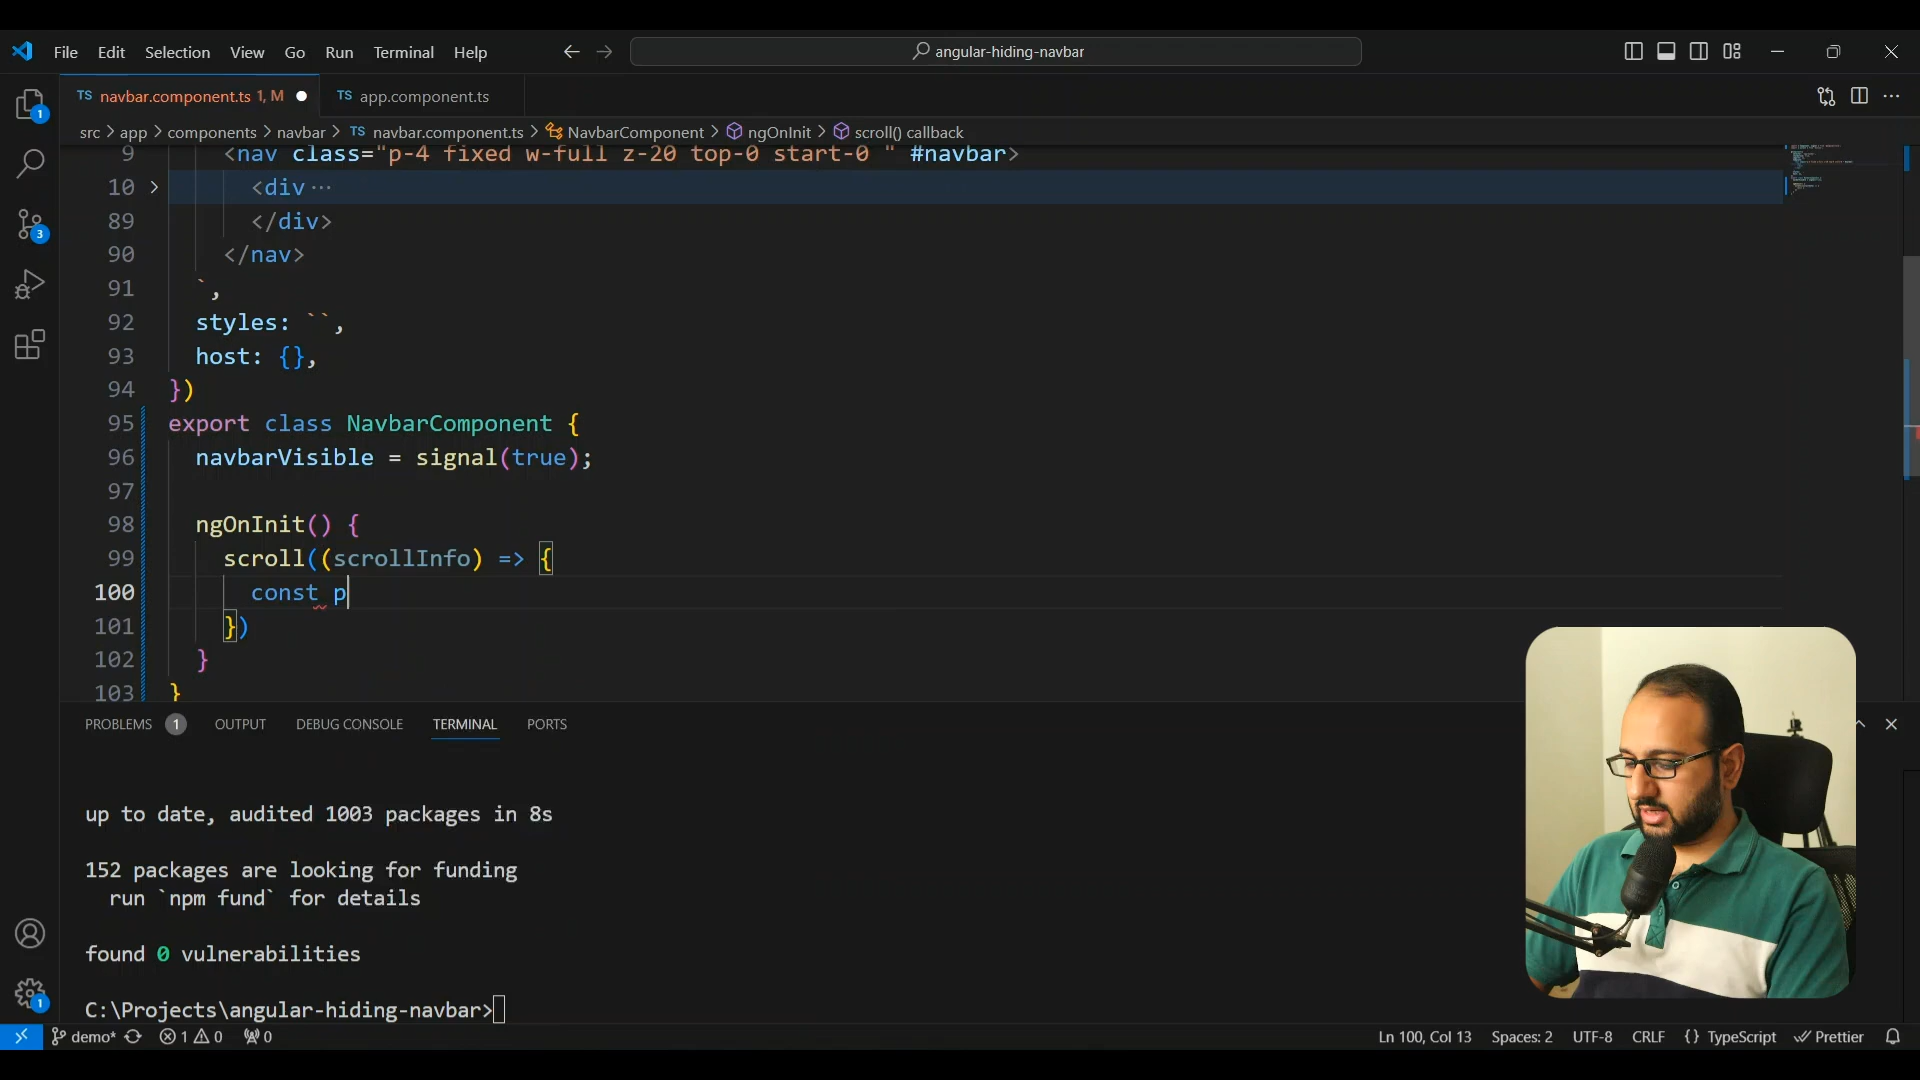 File Edit Selection View Go Run Terminal Help
angular-hiding-navbar
TS navbar.component.ts 1, M
TS app.component.ts
src > app > components > navbar > TS navbar.component.ts > NavbarComponent > ngOnInit > scroll() callback
9 <nav class="p-4 fixed w-full z-20 top-0 start-0 " #navbar>
10 <div ···
89 </div>
90 </nav>
91 `,
92 styles: ``,
93 host: {},
94 })
95 export class NavbarComponent {
96 navbarVisible = signal(true);
97
98 ngOnInit() {
99 scroll((scrollInfo) => {
100 const p
101 })
102 }
103 }
1
3
PROBLEMS 1 OUTPUT DEBUG CONSOLE TERMINAL PORTS
up to date, audited 1003 packages in 8s
152 packages are looking for funding
run `npm fund` for details
found 0 vulnerabilities
C:\Projects\angular-hiding-navbar>
1
demo* 1 0 0
Ln 100, Col 13 Spaces: 2 UTF-8 CRLF {} TypeScript Prettier